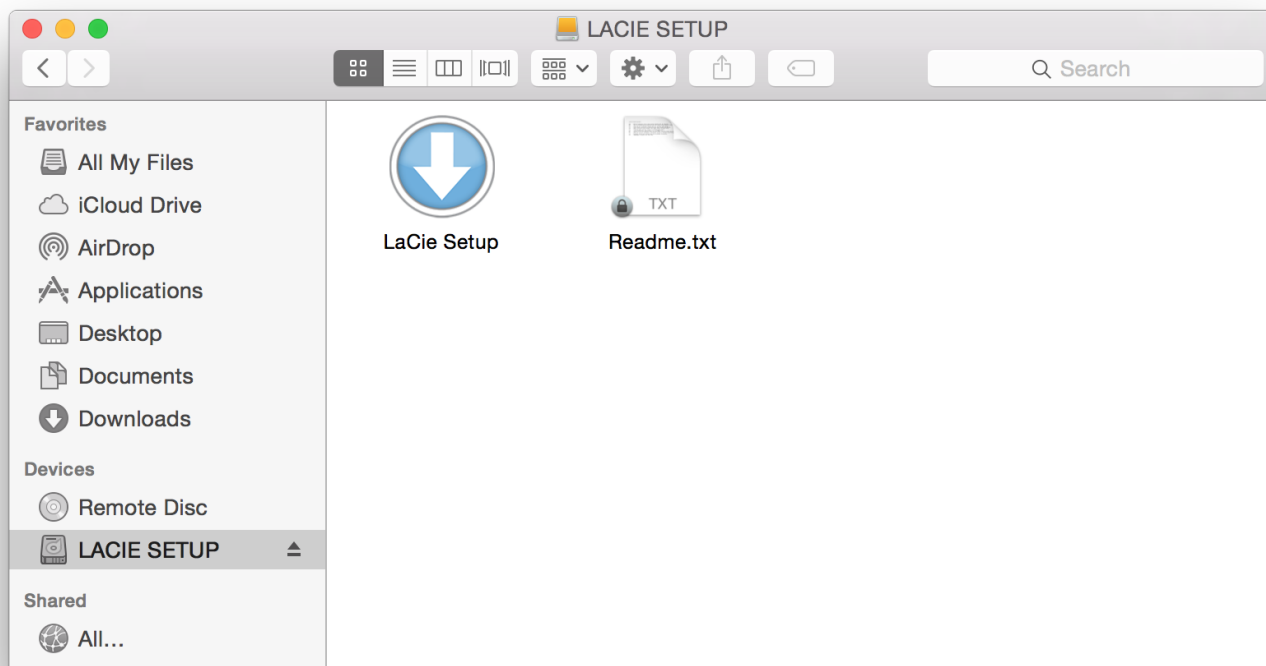 LACIE SETUP
Search
Favorites
All My Files
iCloud Drive
AirDrop
Applications
Desktop
Documents
Downloads
Devices
Remote Disc
LACIE SETUP
Shared
All...
TXT
LaCie Setup
Readme.txt